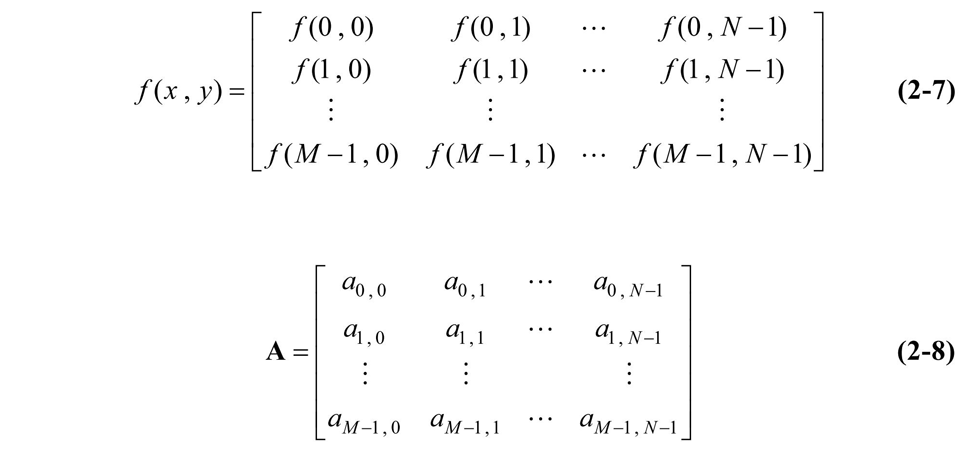 f(0,0) f(0,1) ⋯ f(0,N−1)
f(1,0) f(1,1) ⋯ f(1,N−1)
f(x,y)= ⋮ ⋮ ⋮ (2-7)
f(M−1,0) f(M−1,1) ⋯ f(M−1,N−1)
a0,0 a0,1 ⋯ a0,N−1
a1,0 a1,1 ⋯ a1,N−1
A= ⋮ ⋮ ⋮ (2-8)
aM−1,0 aM−1,1 ⋯ aM−1,N−1